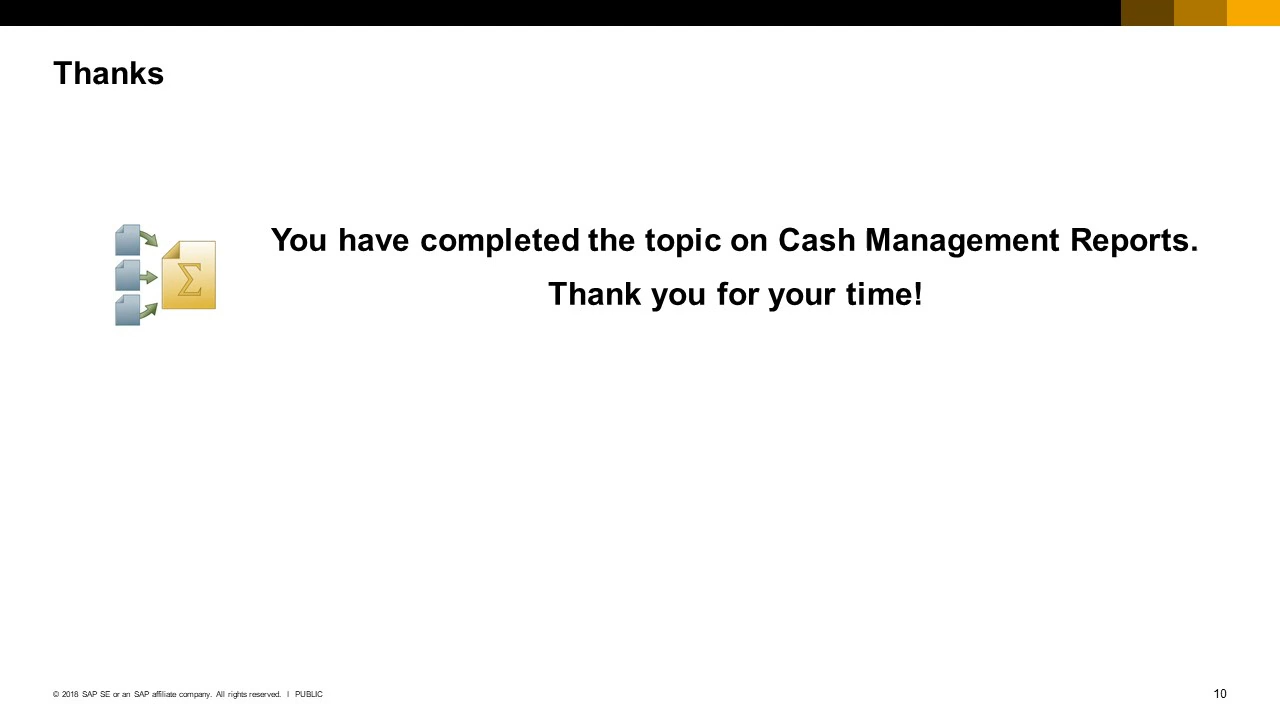 Thanks
You have completed the topic on Cash Management Reports.
Thank you for your time!
Σ
© 2018 SAP SE or an SAP affiliate company. All rights reserved. ǀ PUBLIC
10